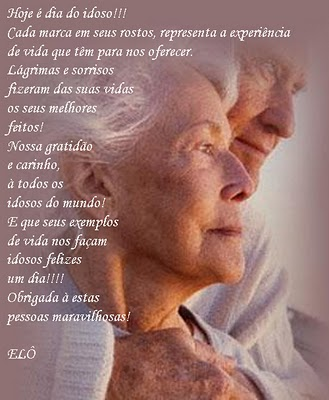 Hoje é dia do idoso!!!
Cada marca em seus rostos, representa a experiência
de vida que têm para nos oferecer.
Lágrimas e sorrisos
fizeram das suas vidas
os seus melhores
feitos!
Nossa gratidão
e carinho,
à todos os
idosos do mundo!
E que seus exemplos
de vida nos façam
idosos felizes
um dia!!!!
Obrigada à estas
pessoas maravilhosas!
ELÔ